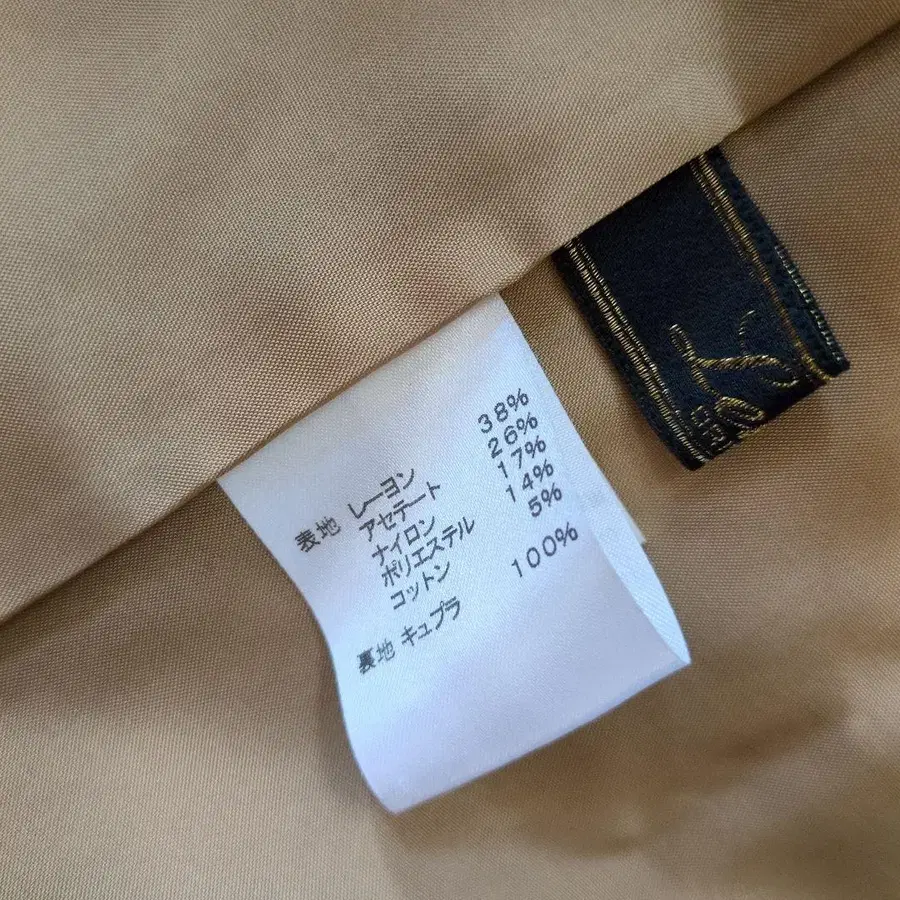 表地 レーヨン 38%
アセテート 26%
ナイロン 17%
ポリエステル 14%
コットン 5%
裏地 キュプラ 100%